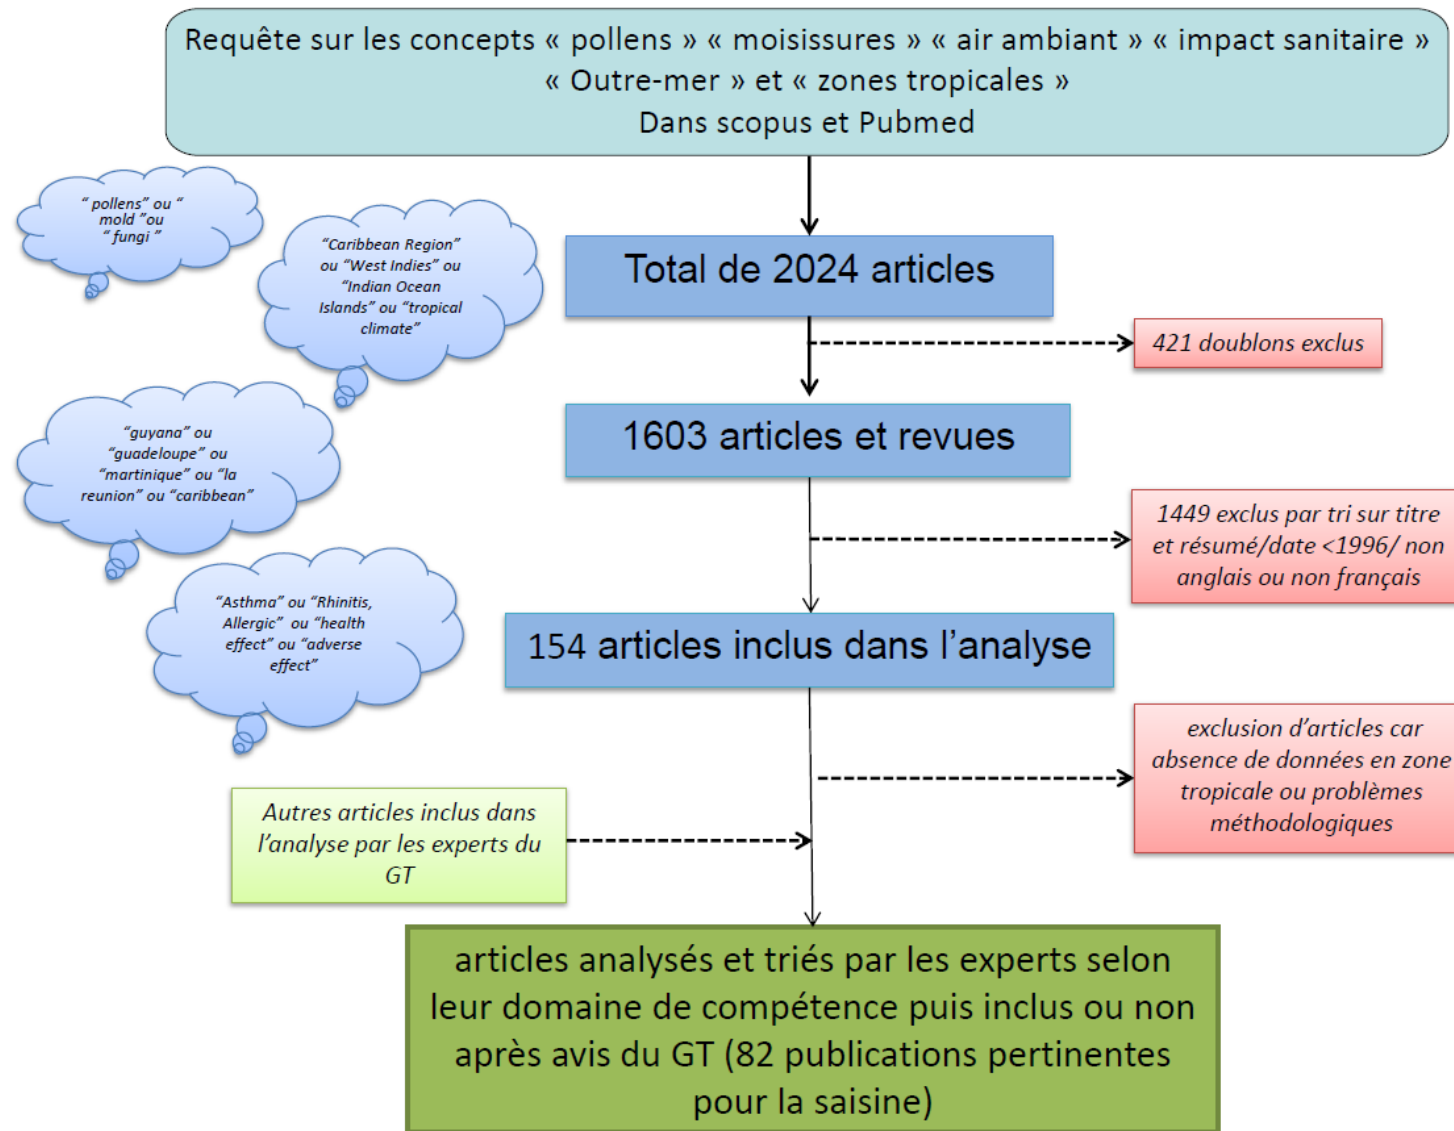 Requête sur les concepts « pollens » « moisissures » « air ambiant » « impact sanitaire »
« Outre-mer » et « zones tropicales »
Dans scopus et Pubmed
“ pollens” ou “
mold ”ou
“ fungi ”
“Caribbean Region”
ou “West Indies” ou
“Indian Ocean
Islands” ou “tropical
climate”
Total de 2024 articles
421 doublons exclus
“guyana” ou
“guadeloupe” ou
“martinique” ou “la
reunion” ou “caribbean”
1603 articles et revues
1449 exclus par tri sur titre
et résumé/date <1996/ non
anglais ou non français
“Asthma” ou “Rhinitis,
Allergic” ou “health
effect” ou “adverse
effect”
154 articles inclus dans l’analyse
exclusion d’articles car
absence de données en zone
tropicale ou problèmes
méthodologiques
Autres articles inclus dans
l’analyse par les experts du
GT
articles analysés et triés par les experts selon
leur domaine de compétence puis inclus ou non
après avis du GT (82 publications pertinentes
pour la saisine)